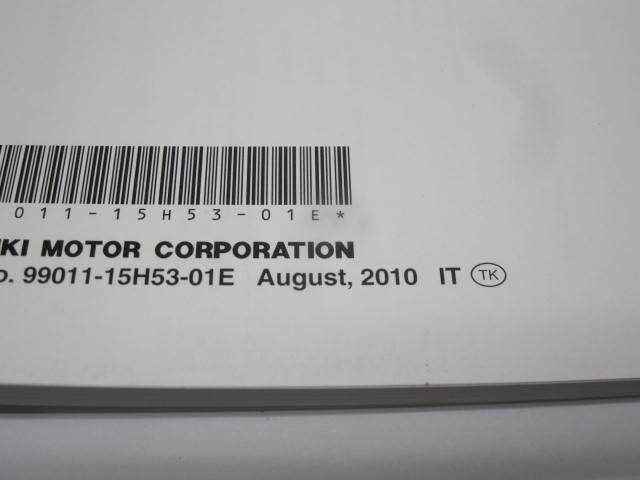 011-15H53-01E*
KI MOTOR CORPORATION
o. 99011-15H53-01E August, 2010 IT TK